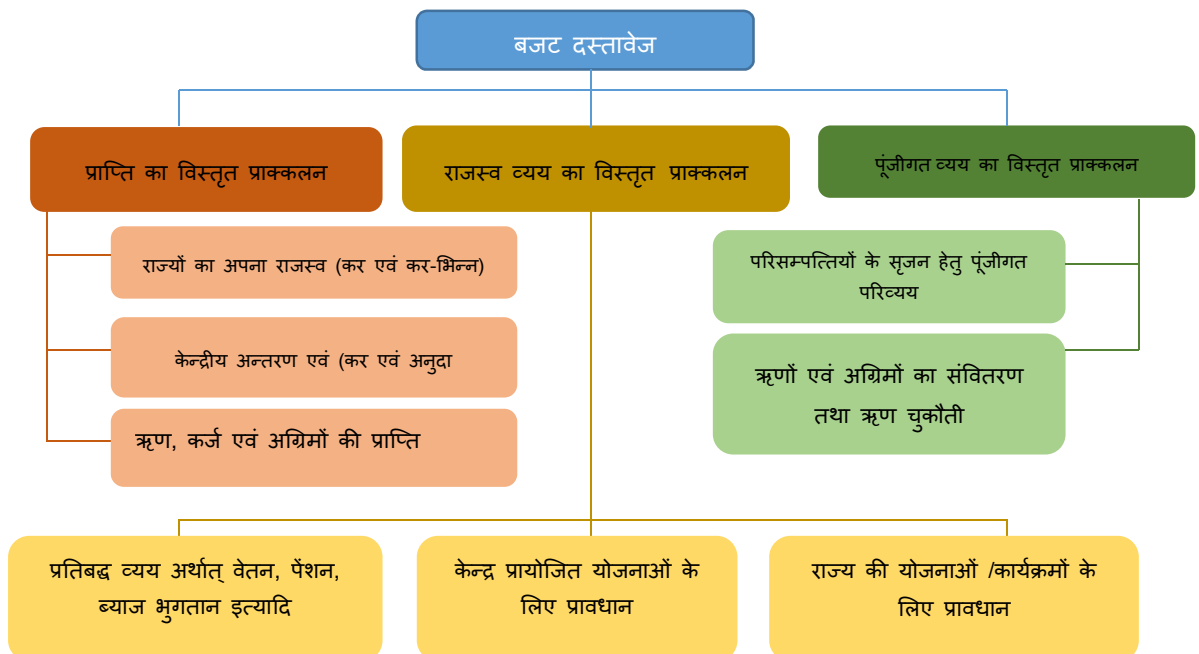 बजट दस्तावेज
प्राप्ति का विस्तृत प्राक्कलन
राजस्व व्यय का विस्तृत प्राक्कलन
पूंजीगत व्यय का विस्तृत प्राक्कलन
राज्यों का अपना राजस्व (कर एवं कर-भिन्न)
केन्द्रीय अन्तरण एवं (कर एवं अनुदा
ऋण, कर्ज एवं अग्रिमों की प्राप्ति
परिसम्पत्तियों के सृजन हेतु पूंजीगत
परिव्यय
ऋणों एवं अग्रिमों का संवितरण
तथा ऋण चुकौती
प्रतिबद्ध व्यय अर्थात् वेतन, पेंशन,
ब्याज भुगतान इत्यादि
केन्द्र प्रायोजित योजनाओं के
लिए प्रावधान
राज्य की योजनाओं /कार्यक्रमों के
लिए प्रावधान